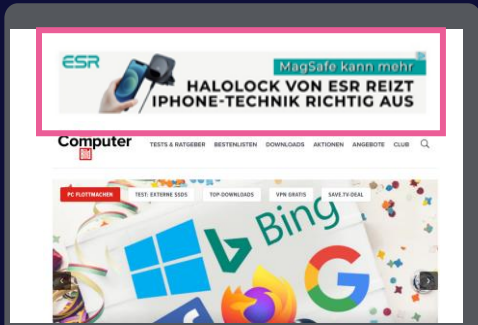 ESR
MagSafe kann mehr
HALOLOCK VON ESR REIZT
IPHONE-TECHNIK RICHTIG AUS
Computer
Bild
TESTS & RATGEBER BESTENLISTEN DOWNLOADS AKTIONEN ANGEBOTE CLUB
PC FLOTTMACHEN TEST: EXTERNE SSDS TOP-DOWNLOADS VPN GRATIS SAVE.TV-DEAL
Bing